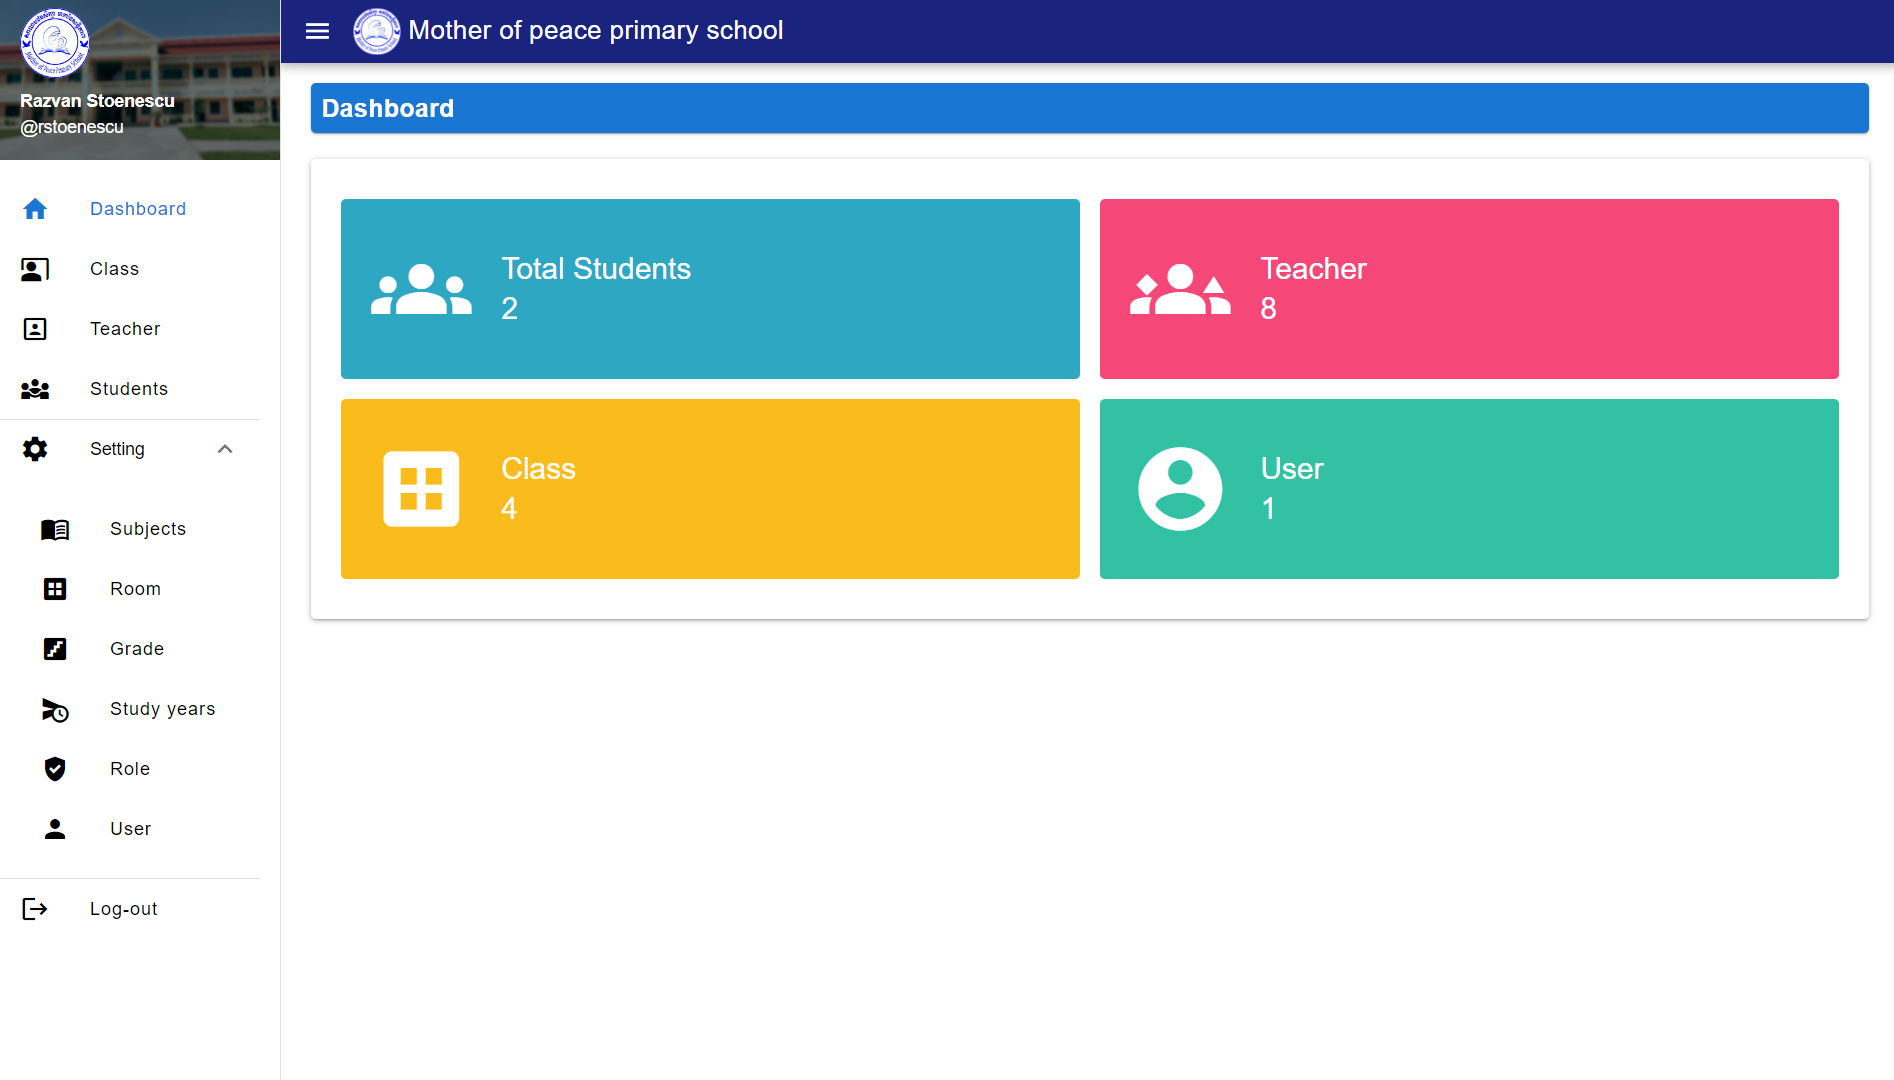 Razvan Stoenescu
@rstoenescu
Dashboard
Class
Teacher
Students
Setting
Subjects
Room
Grade
Study years
Role
User
Log-out
Mother of peace primary school
Dashboard
Total Students
2
Teacher
8
Class
4
User
1